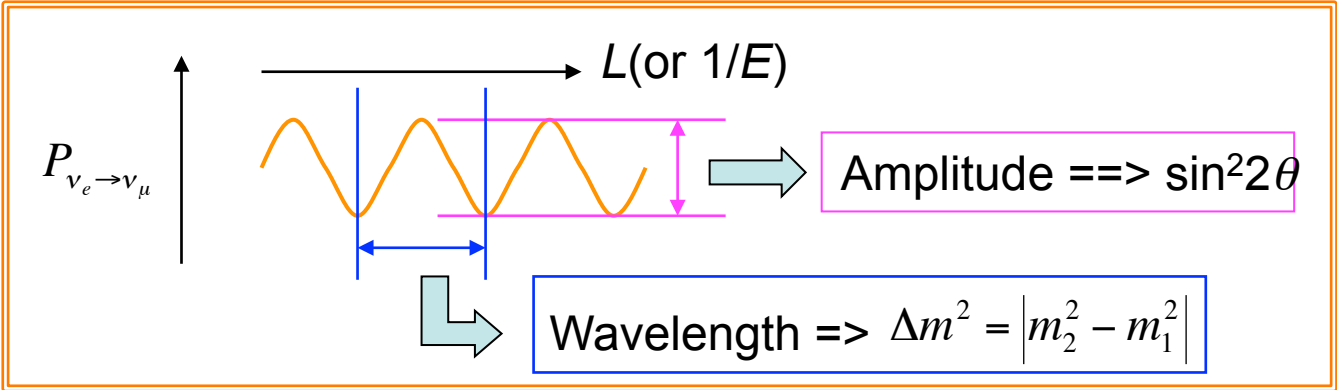 L(or 1/E)
P_{ν_e→ν_μ}
Amplitude ==> sin²2θ
Wavelength => Δm² = |m₂² − m₁²|